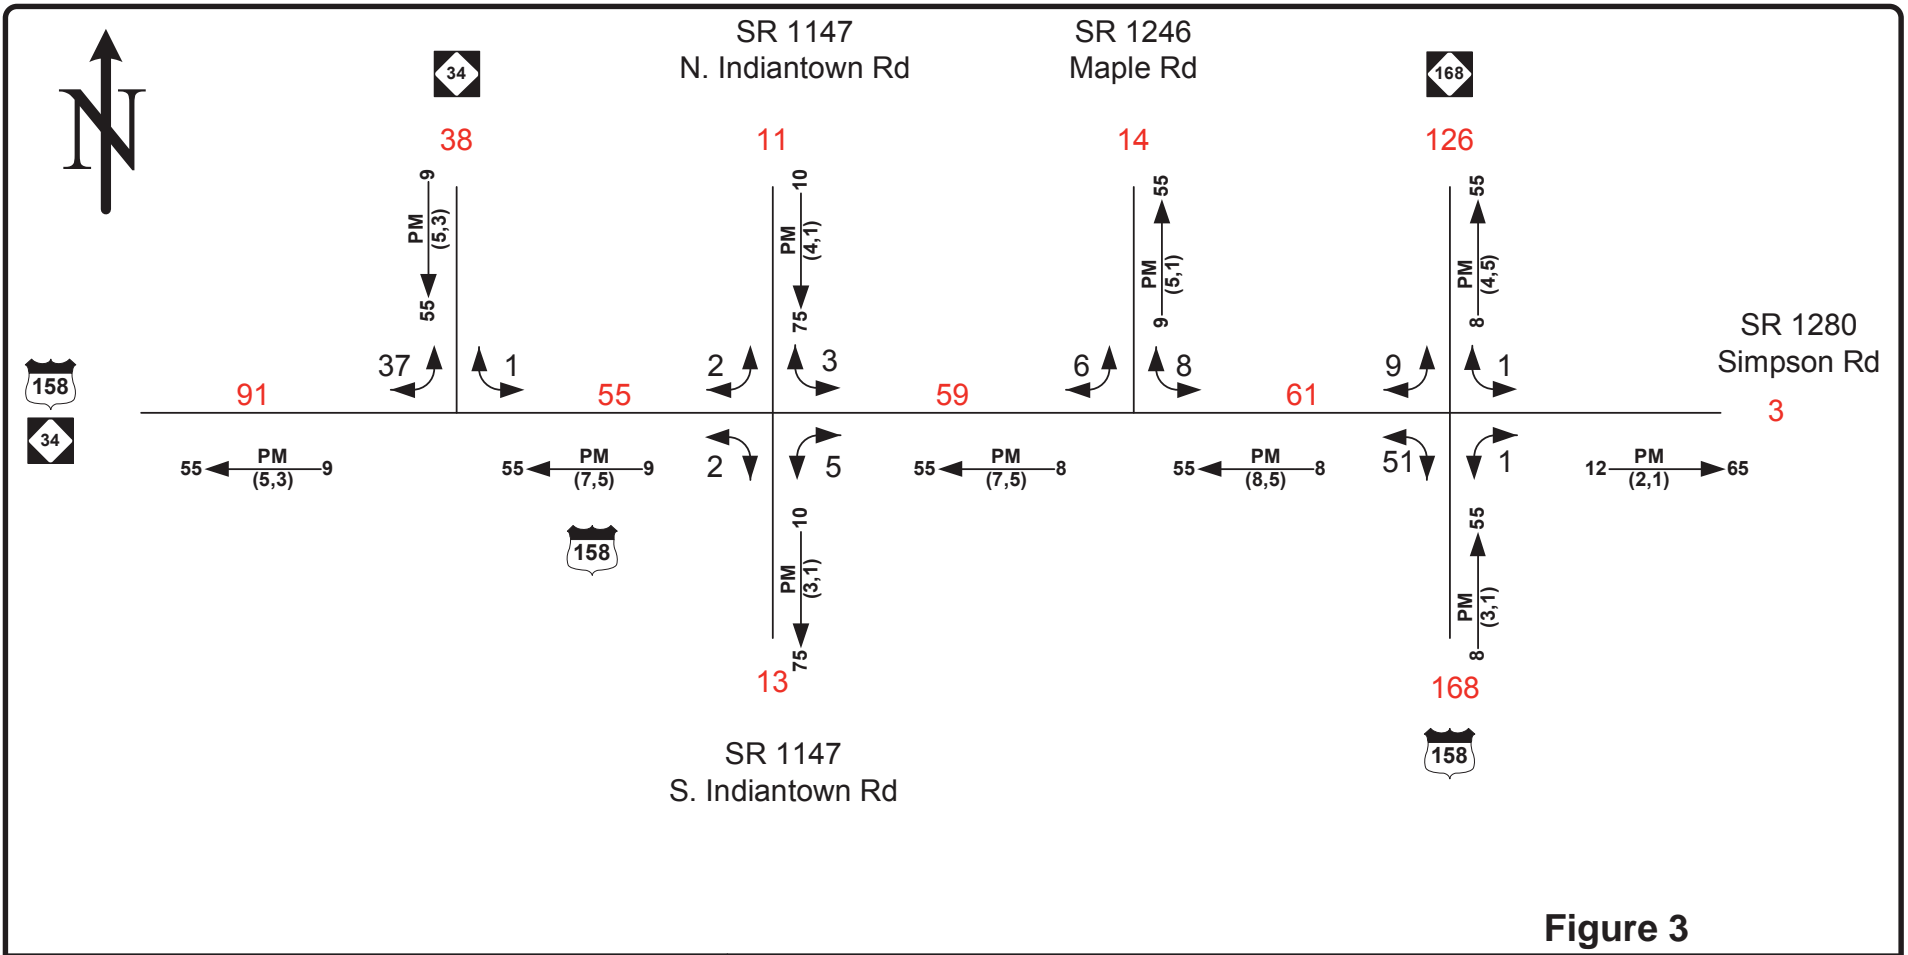 SR 1147
N. Indiantown Rd
SR 1246
Maple Rd
34
168
N
38
11
14
126
9
PM
(5,3)
55
10
PM
(4,1)
75
55
PM
(5,1)
9
55
PM
(4,5)
8
SR 1280
Simpson Rd
3
158
34
91
37
1
55
2
3
59
6
8
61
9
1
55 PM 9
(5,3)
55 PM 9
(7,5)
2
5
55 PM 8
(7,5)
55 PM 8
(8,5)
51
1
12 PM 65
(2,1)
158
10
PM
(3,1)
75
13
55
PM
(3,1)
8
168
158
SR 1147
S. Indiantown Rd
Figure 3